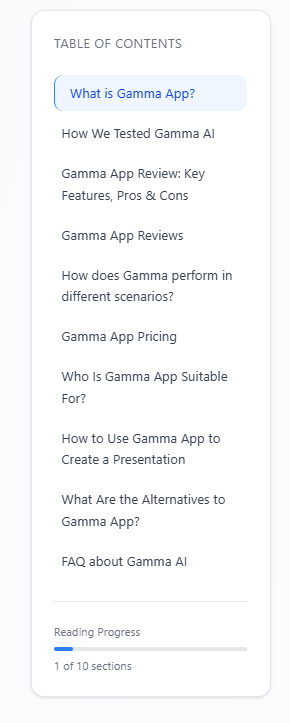 TABLE OF CONTENTS
What is Gamma App?
How We Tested Gamma AI
Gamma App Review: Key
Features, Pros & Cons
Gamma App Reviews
How does Gamma perform in
different scenarios?
Gamma App Pricing
Who Is Gamma App Suitable
For?
How to Use Gamma App to
Create a Presentation
What Are the Alternatives to
Gamma App?
FAQ about Gamma AI
Reading Progress
1 of 10 sections